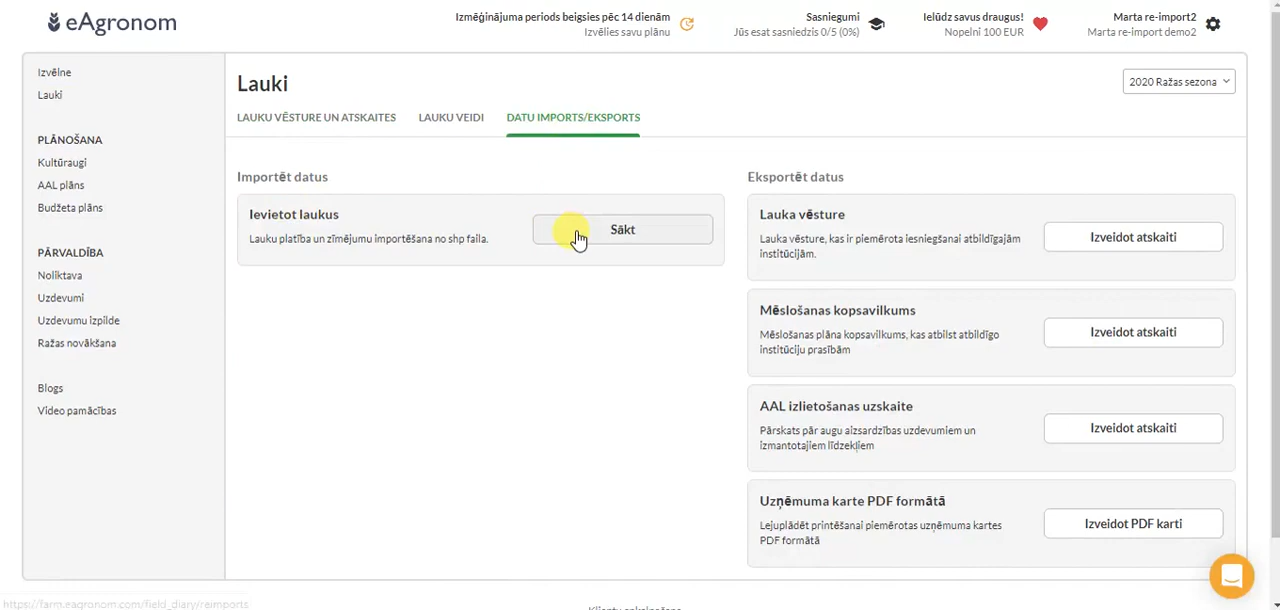 eAgronom
Izmēģinājuma periods beigsies pēc 14 dienām
Izvēlies savu plānu
Sasniegumi
Jūs esat sasniedzis 0/5 (0%)
Ielūdz savus draugus!
Nopelni 100 EUR
Marta re-import2
Marta re-import demo2
Izvēlne
Lauki
PLĀNOŠANA
Kultūraugi
AAL plāns
Budžeta plāns
PĀRVALDĪBA
Noliktava
Uzdevumi
Uzdevumu izpilde
Ražas novākšana
Blogs
Video pamācības
Lauki
2020 Ražas sezona
LAUKU VĒSTURE UN ATSKAITES
LAUKU VEIDI
DATU IMPORTS/EKSPORTS
Importēt datus
Ievietot laukus
Lauku platība un zīmējumu importēšana no shp faila.
Sākt
Eksportēt datus
Lauka vēsture
Lauka vēsture, kas ir piemērota iesniegšanai atbildīgajām
institūcijām.
Izveidot atskaiti
Mēslošanas kopsavilkums
Mēslošanas plāna kopsavilkums, kas atbilst atbildīgo
institūciju prasībām
Izveidot atskaiti
AAL izlietošanas uzskaite
Pārskats pār augu aizsardzības uzdevumiem un
izmantotajiem līdzekļiem
Izveidot atskaiti
Uzņēmuma karte PDF formātā
Lejuplādēt printēšanai piemērotas uzņēmuma kartes
PDF formātā
Izveidot PDF karti
https://farm.eagronom.com/field_diary/reimports